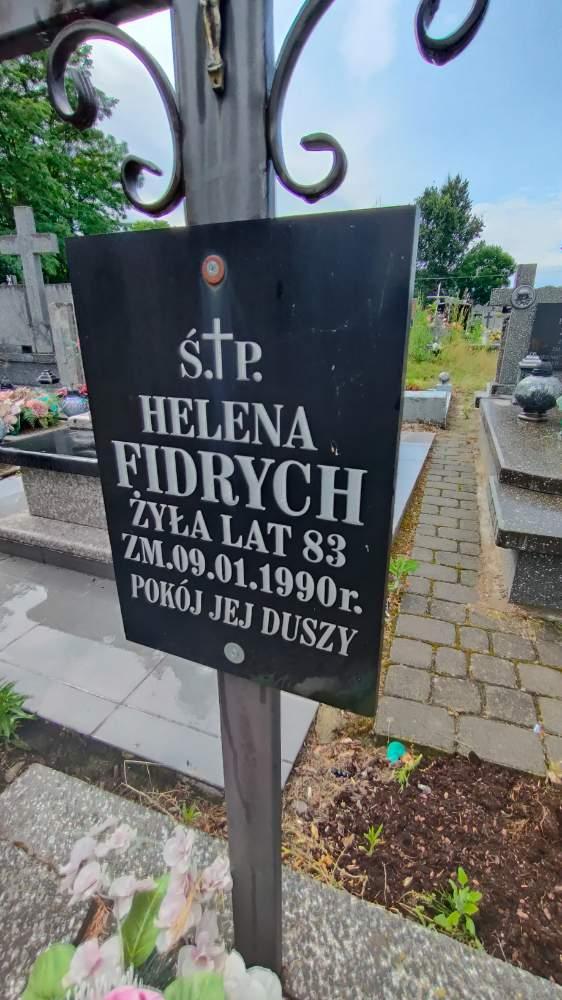 Ś.†P.
HELENA
FIDRYCH
ŻYŁA LAT 83
ZM.09.01.1990r.
POKÓJ JEJ DUSZY